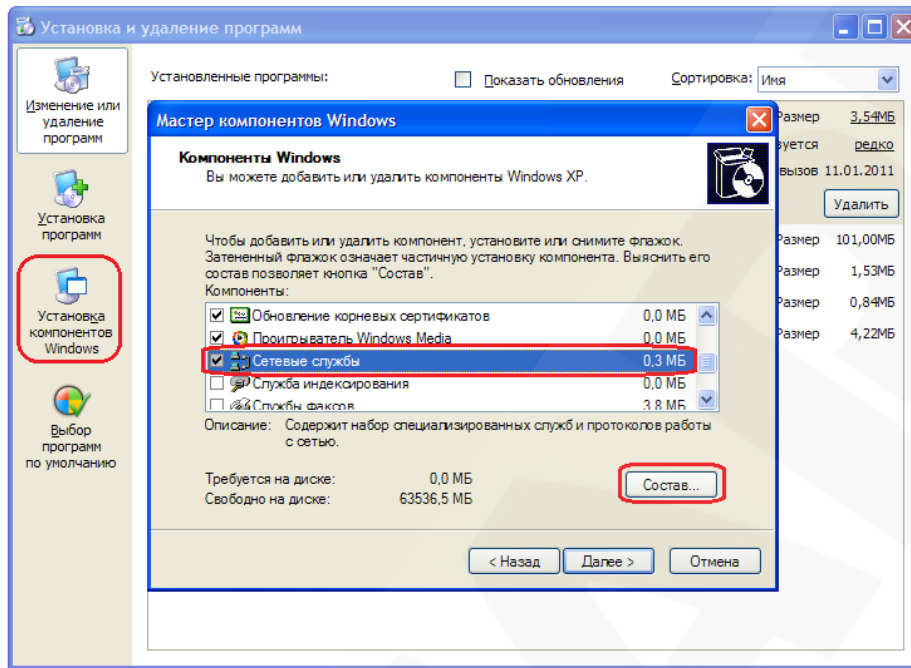 Установка и удаление программ
Изменение или
удаление
программ
Установка
программ
Установка
компонентов
Windows
Выбор
программ
по умолчанию
Установленные программы:
Показать обновления
Сортировка: Имя
Размер 3,54МБ
зуется редко
вызов 11.01.2011
Удалить
Размер 101,00МБ
Размер 1,53МБ
Размер 0,84МБ
Размер 4,22МБ
Мастер компонентов Windows
Компоненты Windows
Вы можете добавить или удалить компоненты Windows XP.
Чтобы добавить или удалить компонент, установите или снимите флажок.
Затененный флажок означает частичную установку компонента. Выяснить его
состав позволяет кнопка "Состав".
Компоненты:
Обновление корневых сертификатов 0,0 МБ
Проигрыватель Windows Media 0,0 МБ
Сетевые службы 0,3 МБ
Служба индексирования 0,0 МБ
Службы факсов 3,8 МБ
Описание: Содержит набор специализированных служб и протоколов работы
с сетью.
Требуется на диске: 0,0 МБ
Свободно на диске: 63536,5 МБ
Состав...
< Назад
Далее >
Отмена